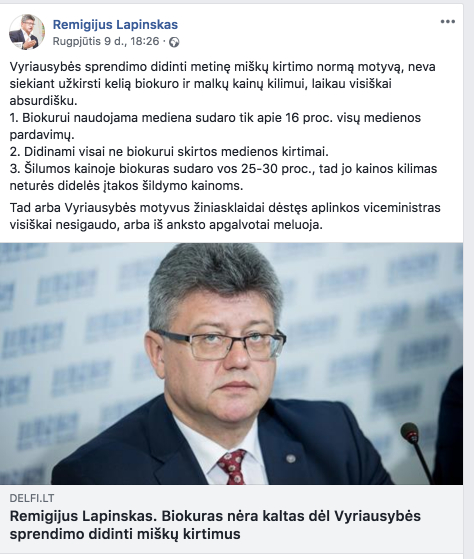 Remigijus Lapinskas
Rugpjūtis 9 d., 18:26 ·
Vyriausybės sprendimo didinti metinę miškų kirtimo normą motyvą, neva
siekiant užkirsti kelią biokuro ir malkų kainų kilimui, laikau visiškai
absurdišku.
1. Biokurui naudojama mediena sudaro tik apie 16 proc. visų medienos
pardavimų.
2. Didinami visai ne biokurui skirtos medienos kirtimai.
3. Šilumos kainoje biokuras sudaro vos 25-30 proc., tad jo kainos kilimas
neturės didelės įtakos šildymo kainoms.
Tad arba Vyriausybės motyvus žiniasklaidai dėstęs aplinkos viceministras
visiškai nesigaudo, arba iš anksto apgalvotai meluoja.
DELFI.LT
Remigijus Lapinskas. Biokuras nėra kaltas dėl Vyriausybės
sprendimo didinti miškų kirtimus